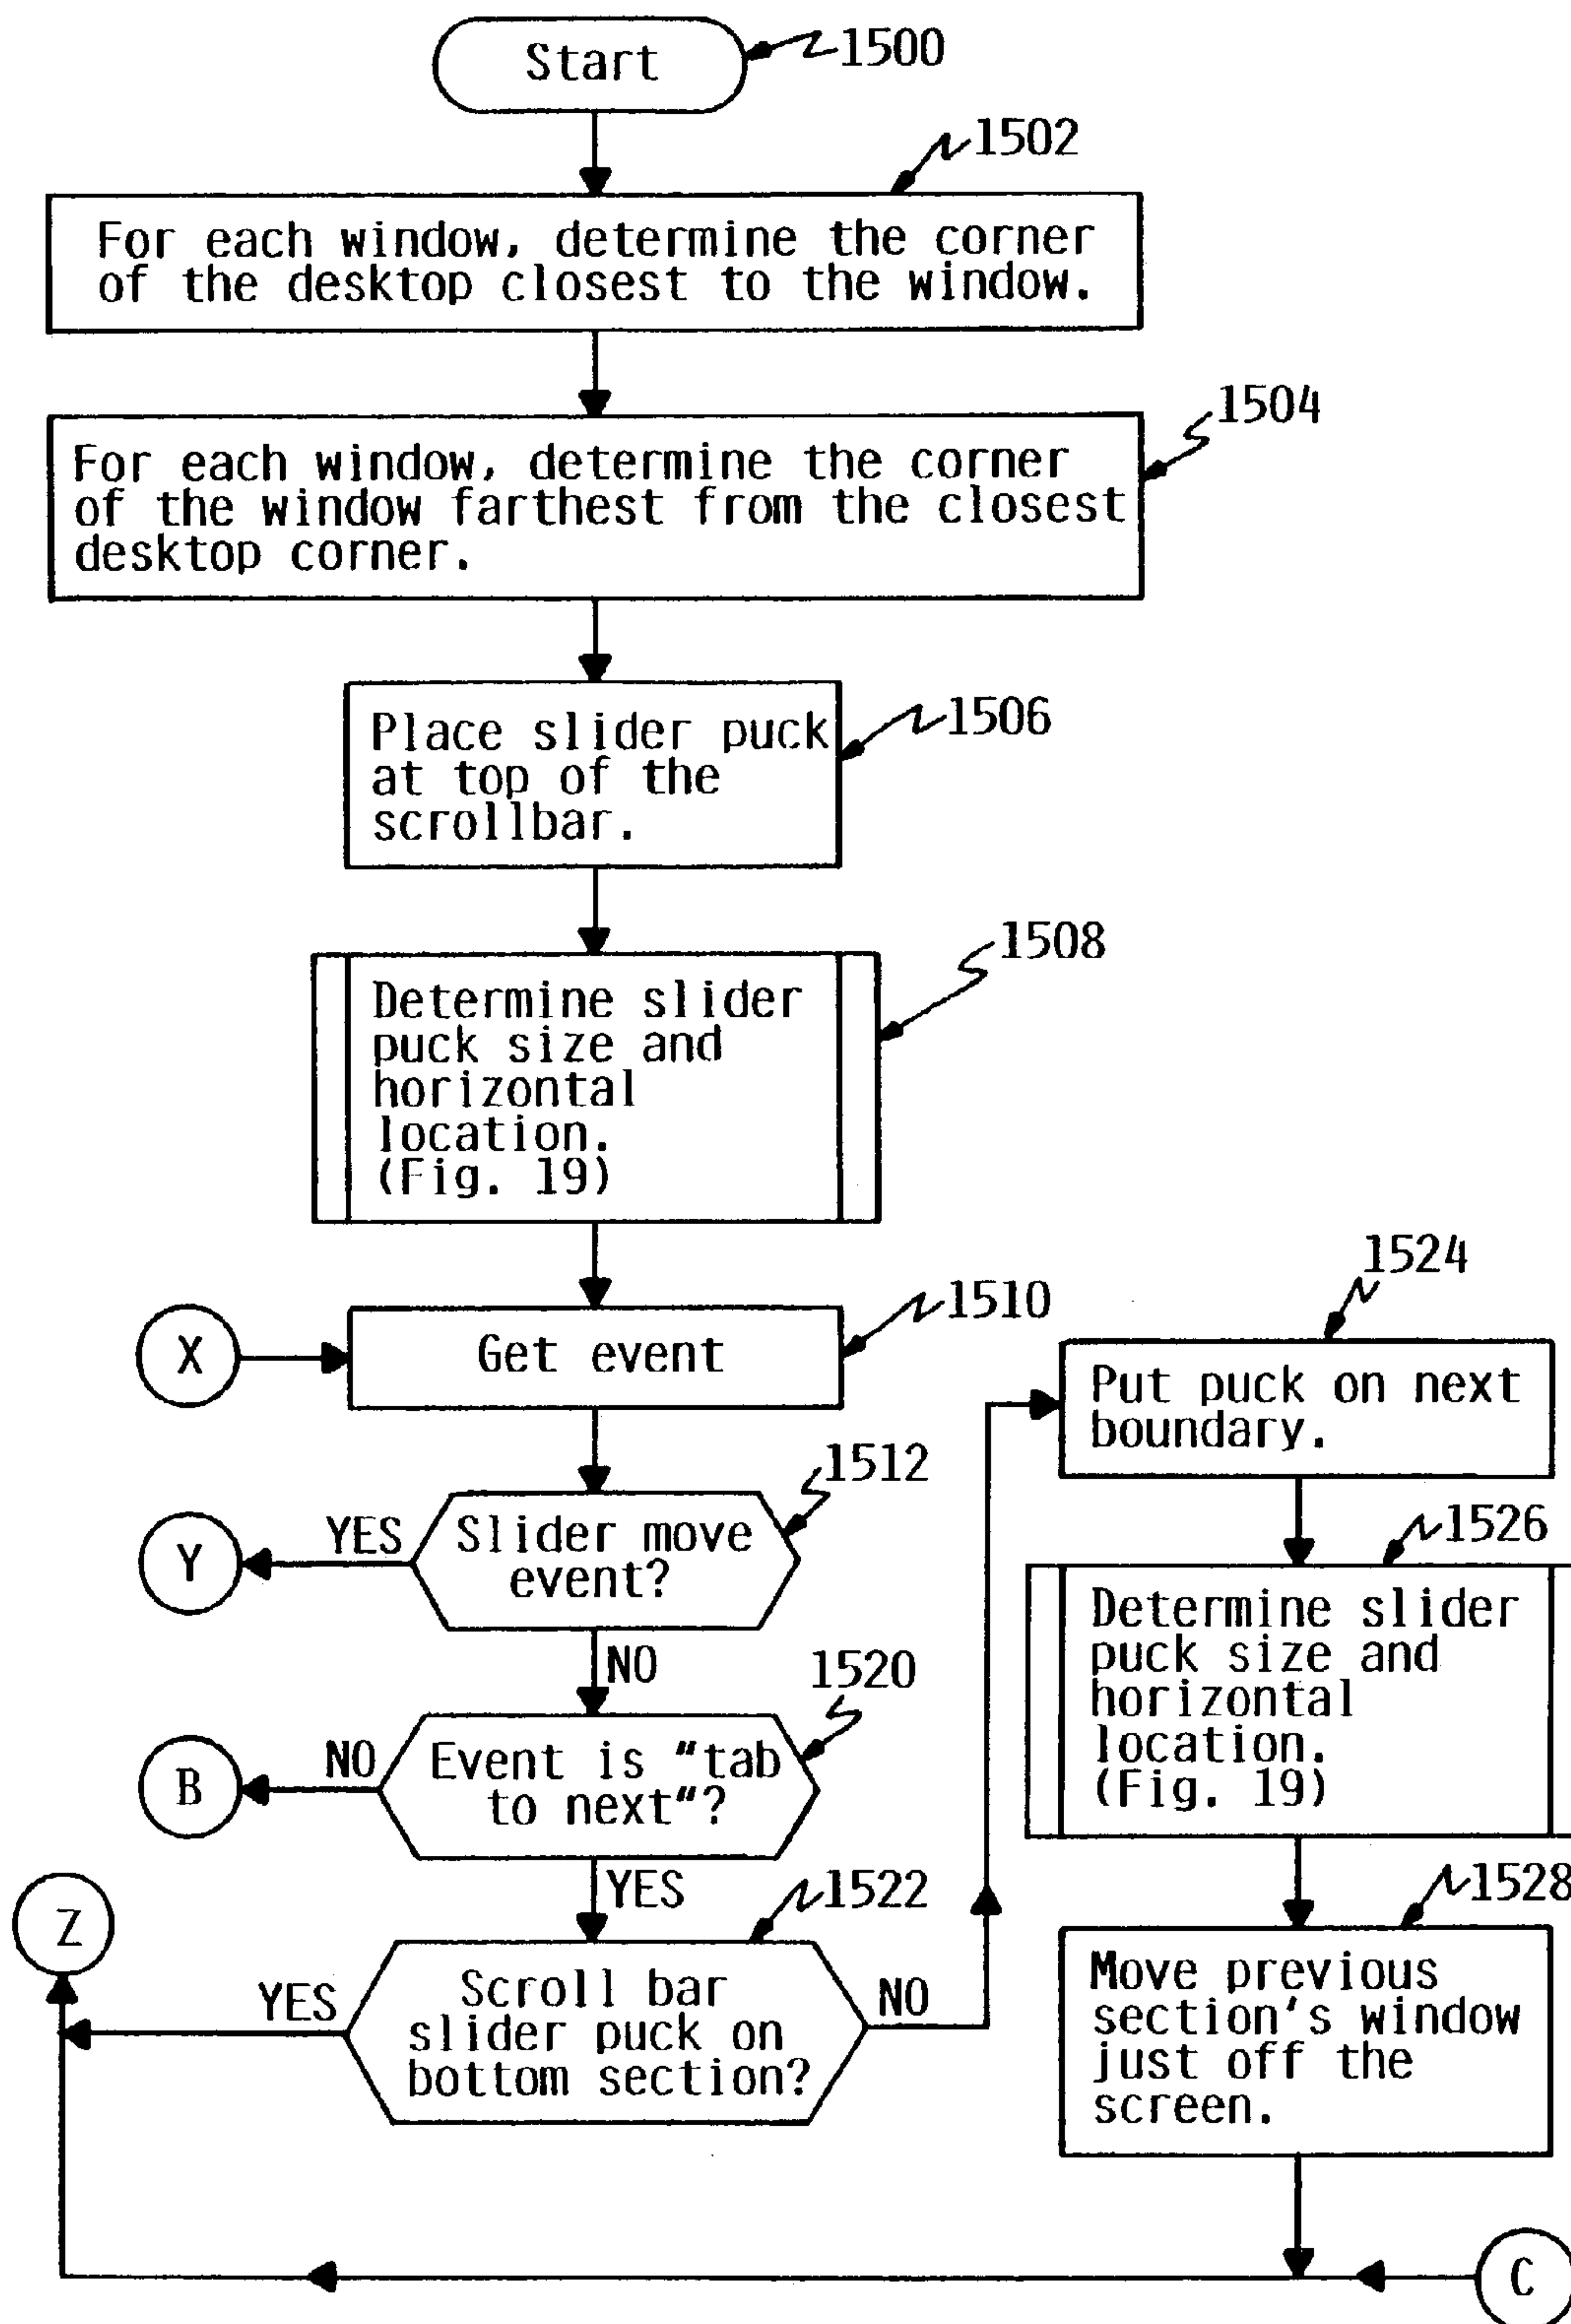 Start
1500
1502
For each window, determine the corner
of the desktop closest to the window.
1504
For each window, determine the corner
of the window farthest from the closest
desktop corner.
1506
Place slider puck
at top of the
scrollbar.
1508
Determine slider
puck size and
horizontal
location.
(Fig. 19)
1510
X
Get event
1512
Y
YES
Slider move
event?
NO
1520
B
NO
Event is "tab
to next"?
YES
1522
Z
YES
Scroll bar
slider puck on
bottom section?
NO
1524
Put puck on next
boundary.
1526
Determine slider
puck size and
horizontal
location.
(Fig. 19)
1528
Move previous
section's window
just off the
screen.
C